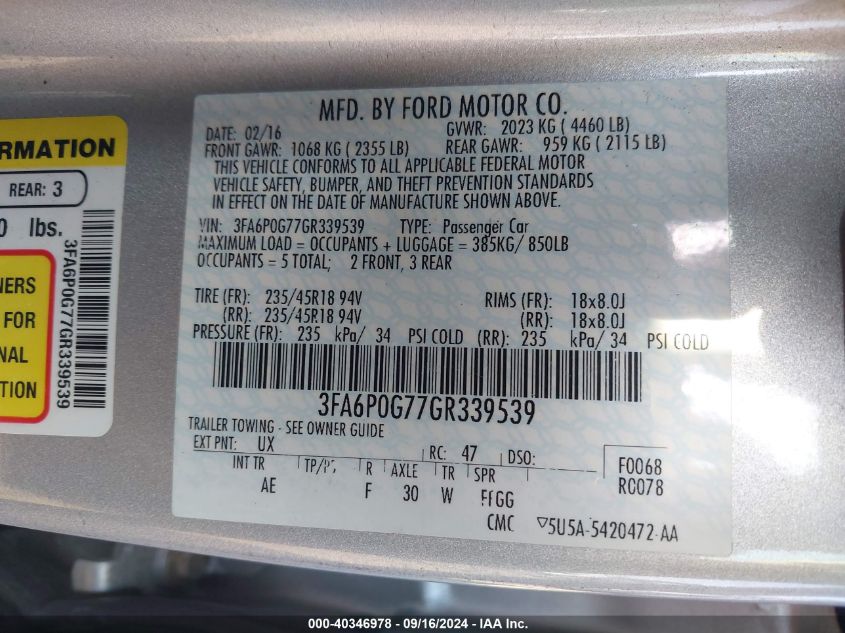 MFD. BY FORD MOTOR CO.
DATE: 02/16 GVWR: 2023 KG ( 4460 LB)
FRONT GAWR: 1068 KG ( 2355 LB) REAR GAWR: 959 KG ( 2115 LB)
THIS VEHICLE CONFORMS TO ALL APPLICABLE FEDERAL MOTOR
VEHICLE SAFETY, BUMPER, AND THEFT PREVENTION STANDARDS
IN EFFECT ON THE DATE OF MANUFACTURE SHOWN ABOVE.
VIN: 3FA6P0G77GR339539 TYPE: Passenger Car
MAXIMUM LOAD = OCCUPANTS + LUGGAGE = 385KG/ 850LB
OCCUPANTS = 5 TOTAL; 2 FRONT, 3 REAR
TIRE (FR): 235/45R18 94V RIMS (FR): 18x8.0J
(RR): 235/45R18 94V (RR): 18x8.0J
PRESSURE (FR): 235 kPa/ 34 PSI COLD (RR): 235 kPa/ 34 PSI COLD
3FA6P0G77GR339539
TRAILER TOWING - SEE OWNER GUIDE
EXT PNT: UX RC: 47 DSO:
F0068
R0078
INT TR TP/PS R AXLE TR SPR
AE F 30 W FFGG
CMC ▽5U5A-5420472-AA
RMATION
REAR: 3
0 lbs.
3FA6P0G77GR339539
NERS
FOR
NAL
TION
000-40346978 - 09/16/2024 - IAA Inc.